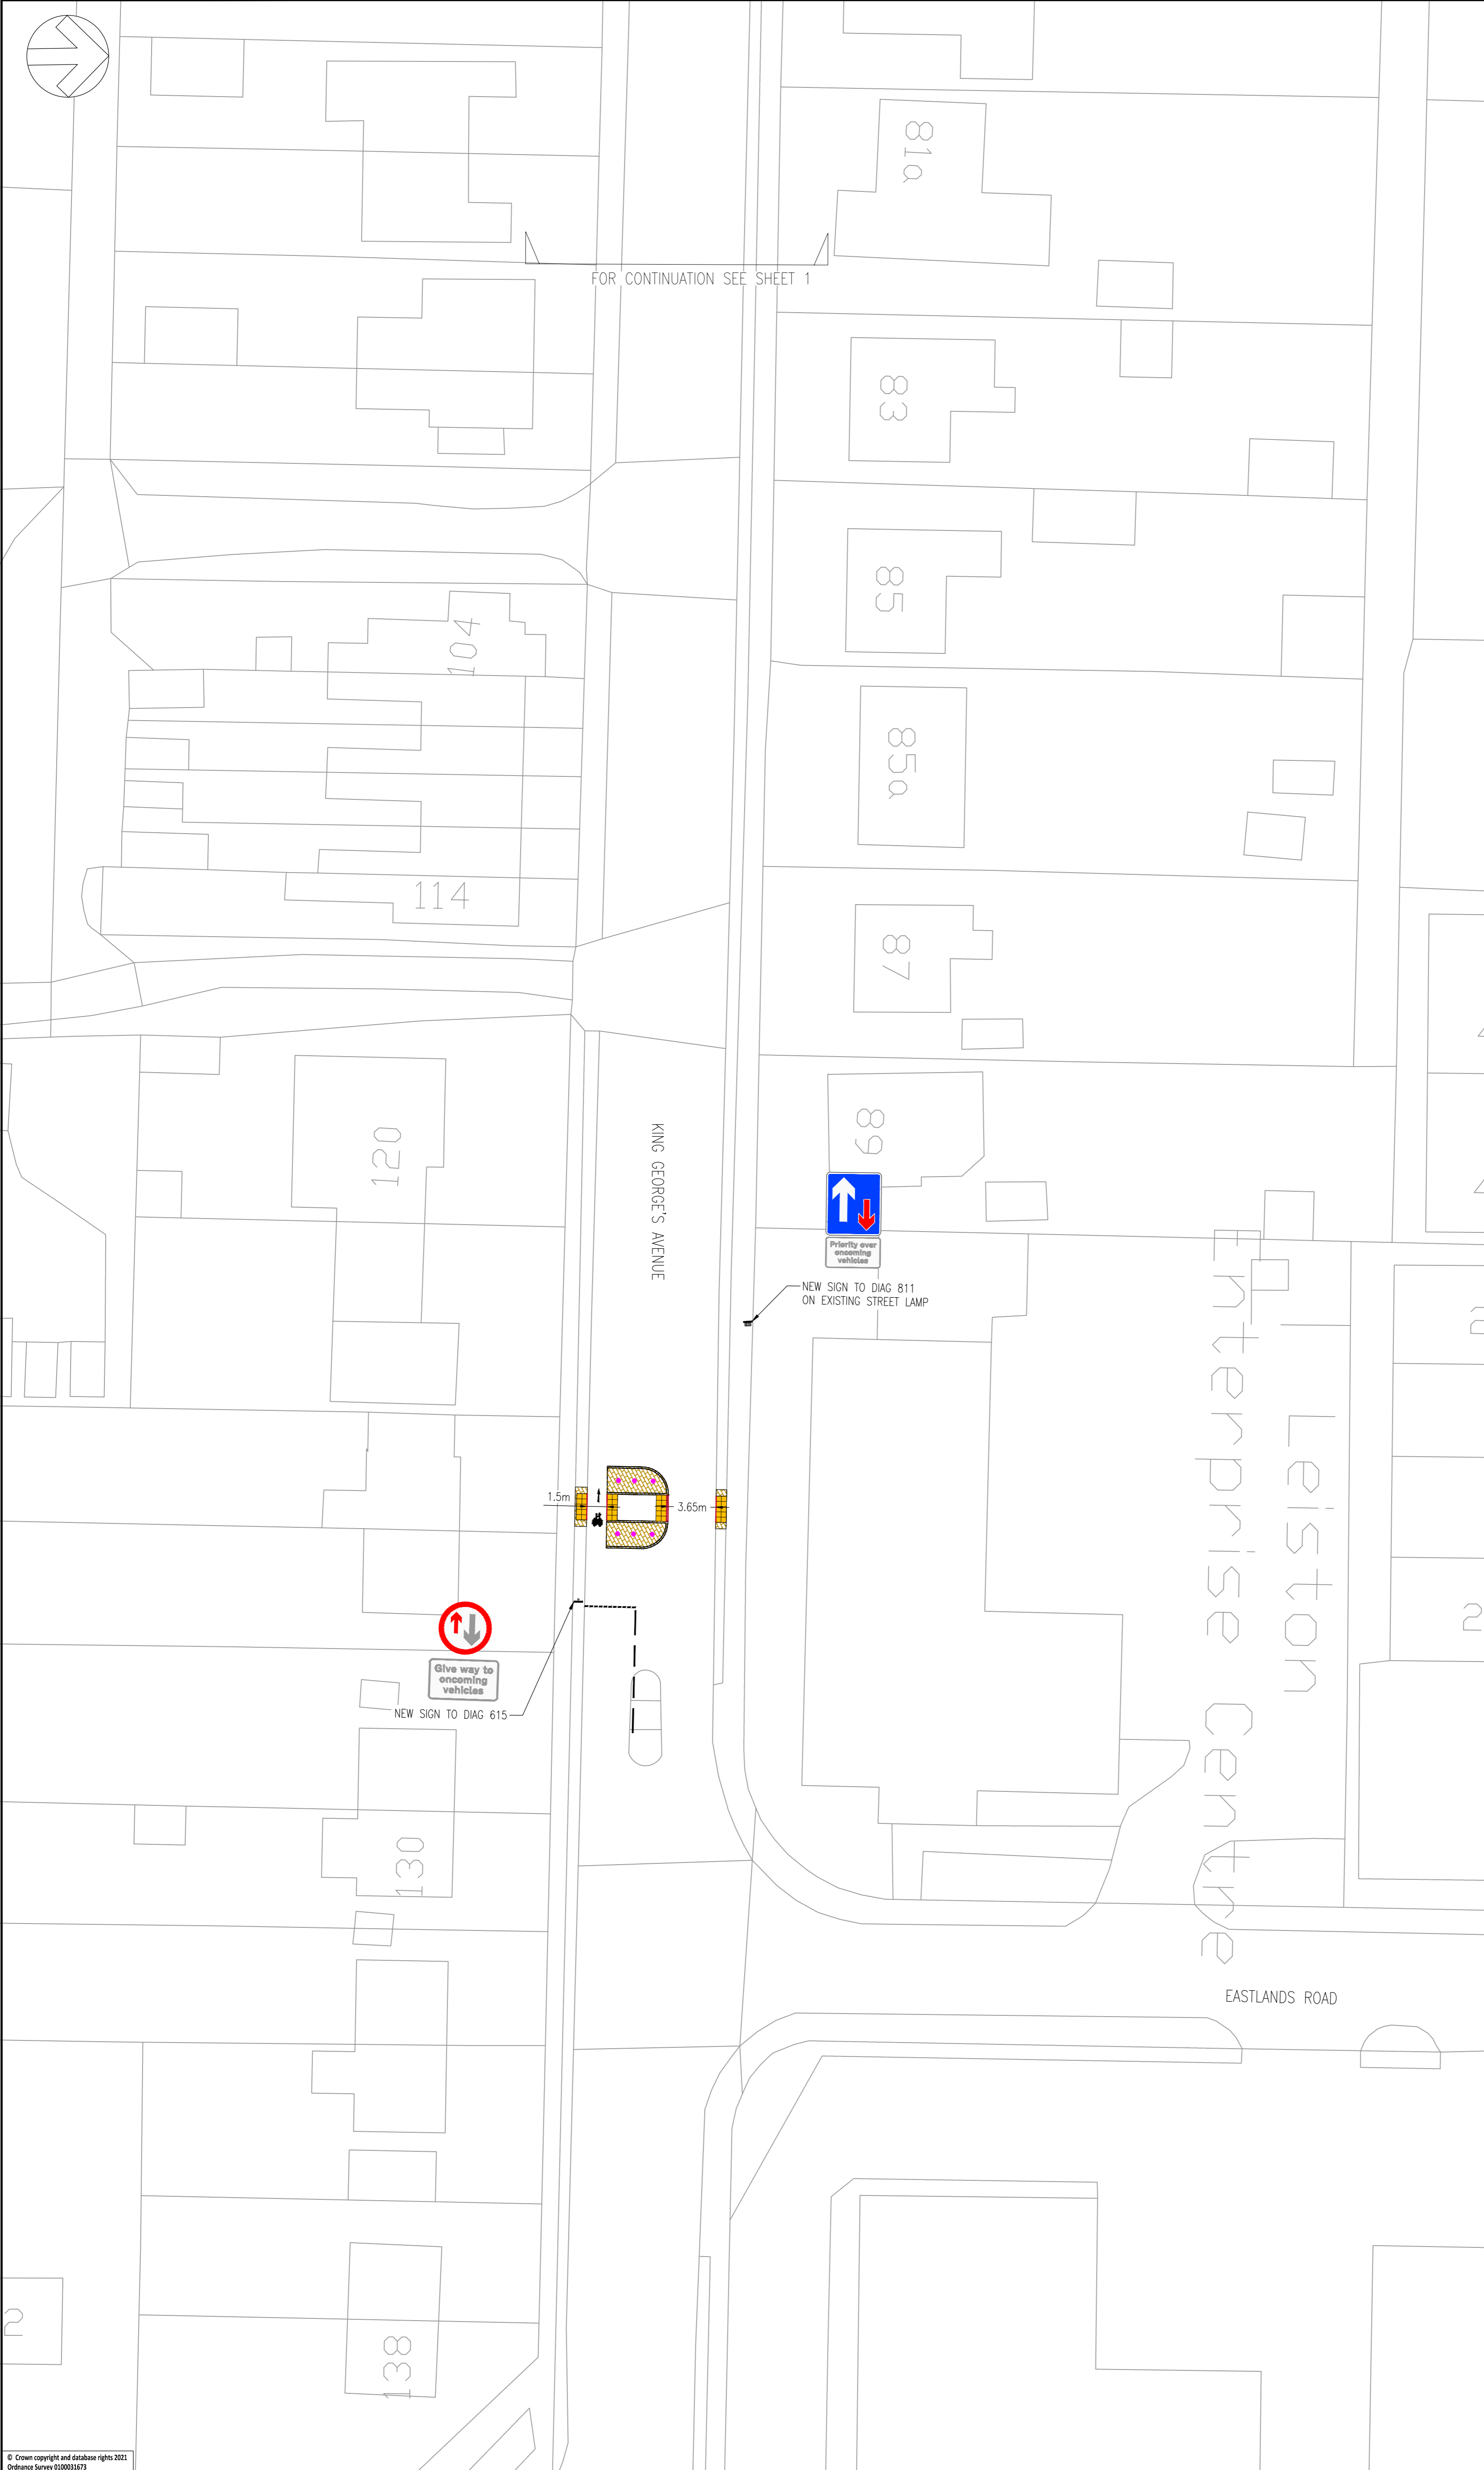 81a
FOR CONTINUATION SEE SHEET 1
83
85
104
85a
114
87
89
120
KING GEORGE'S AVENUE
Priority over
oncoming
vehicles
NEW SIGN TO DIAG 811
ON EXISTING STREET LAMP
Leiston
Enterprise Centre
1.5m
3.65m
Give way to
oncoming
vehicles
NEW SIGN TO DIAG 615
2
130
EASTLANDS ROAD
2
138
© Crown copyright and database rights 2021
Ordnance Survey 0100031673